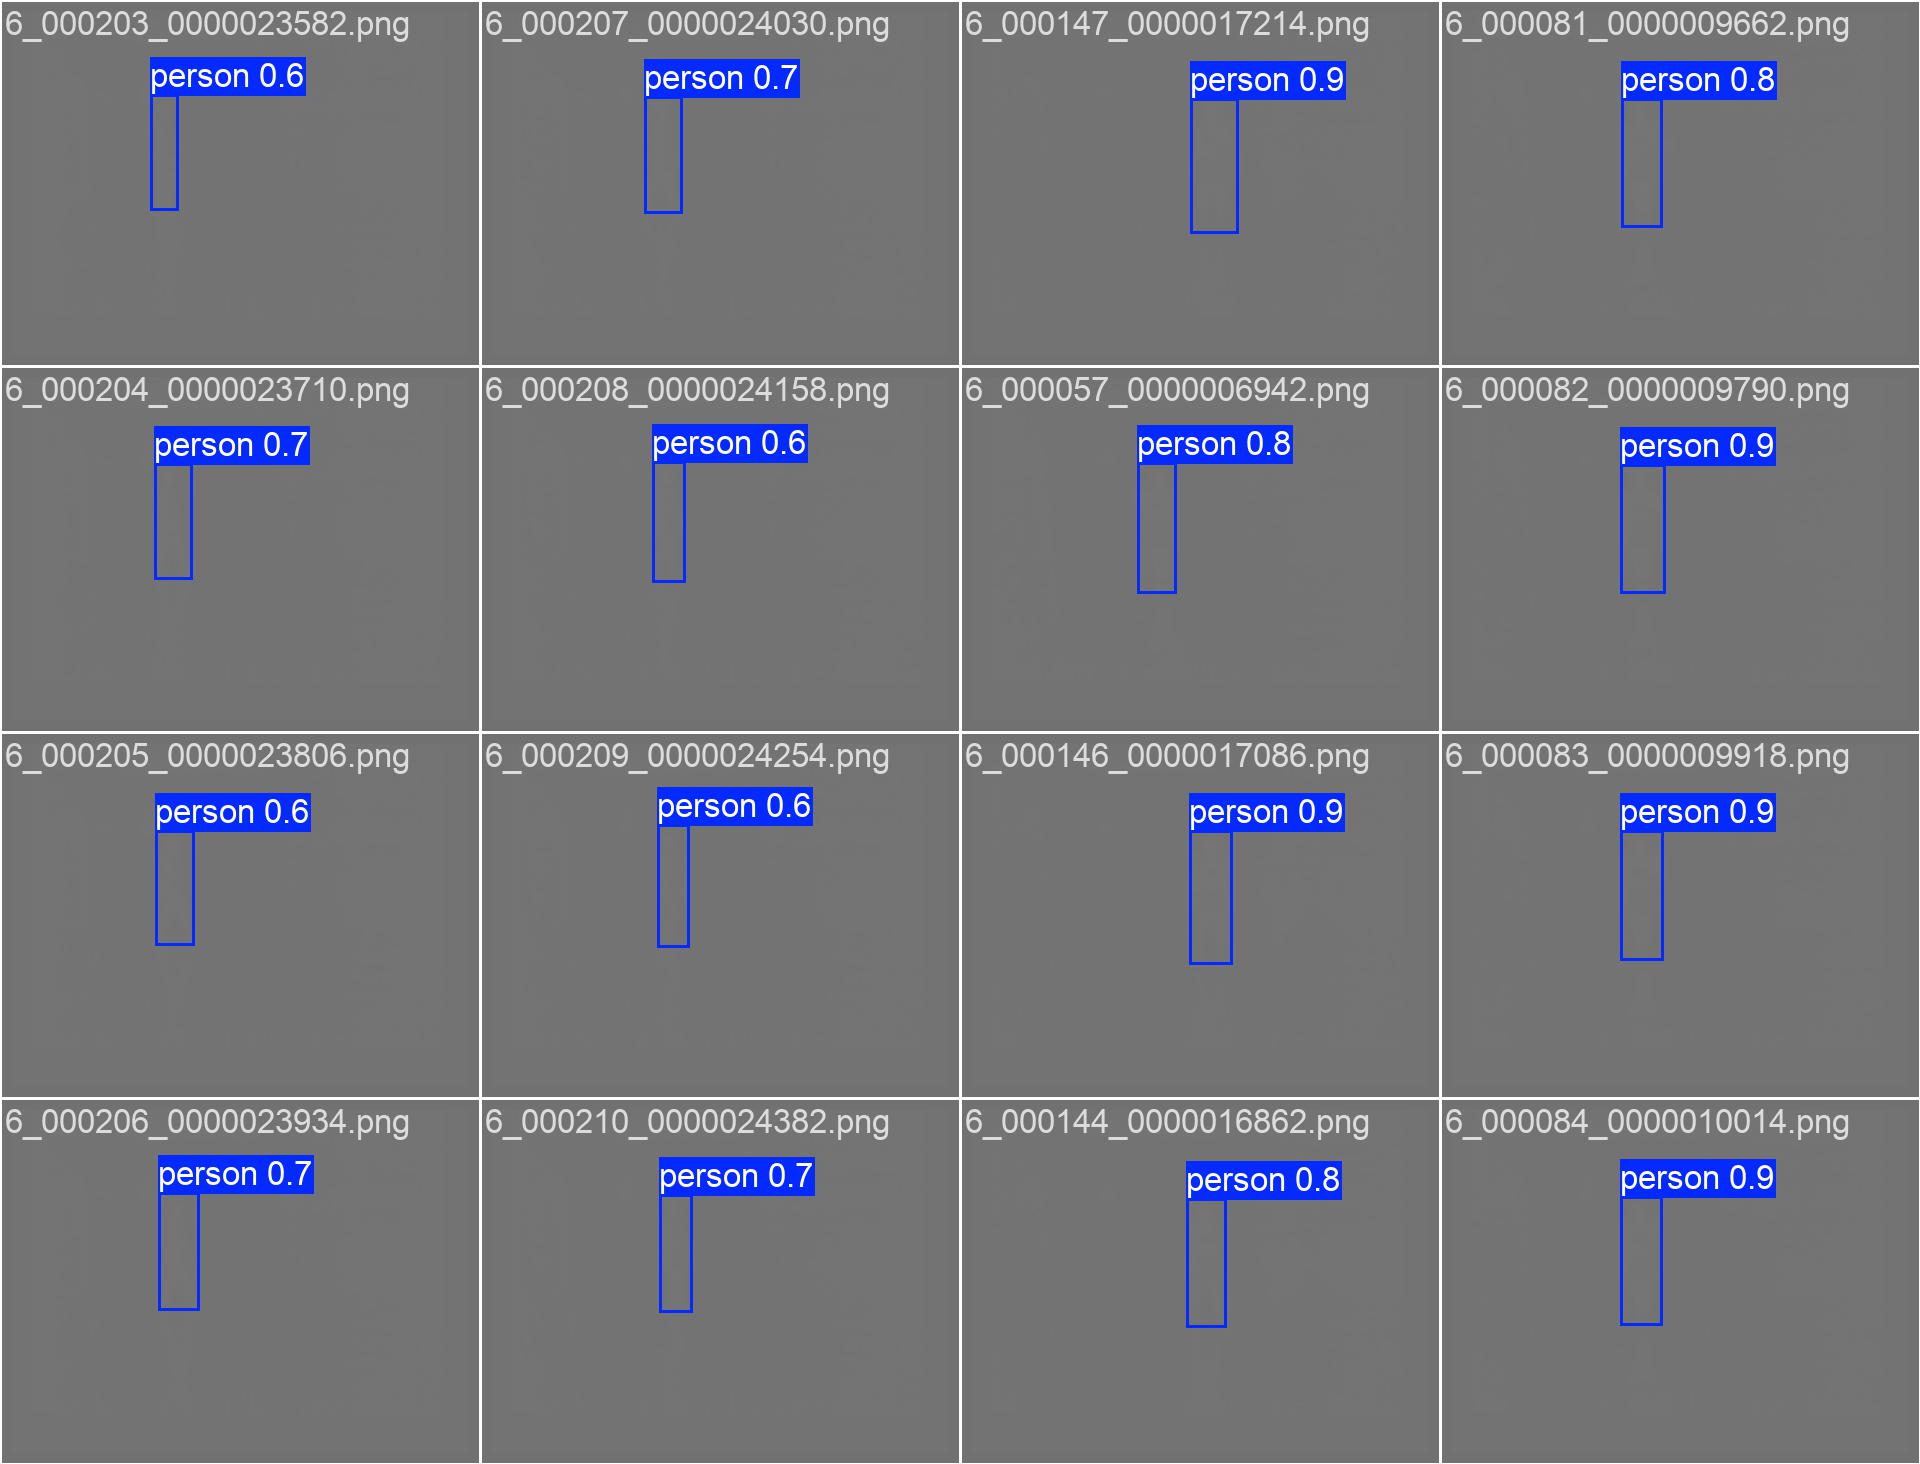 6_000203_0000023582.png
person 0.6
6_000207_0000024030.png
person 0.7
6_000147_0000017214.png
person 0.9
6_000081_0000009662.png
person 0.8
6_000204_0000023710.png
person 0.7
6_000208_0000024158.png
person 0.6
6_000057_0000006942.png
person 0.8
6_000082_0000009790.png
person 0.9
6_000205_0000023806.png
person 0.6
6_000209_0000024254.png
person 0.6
6_000146_0000017086.png
person 0.9
6_000083_0000009918.png
person 0.9
6_000206_0000023934.png
person 0.7
6_000210_0000024382.png
person 0.7
6_000144_0000016862.png
person 0.8
6_000084_0000010014.png
person 0.9